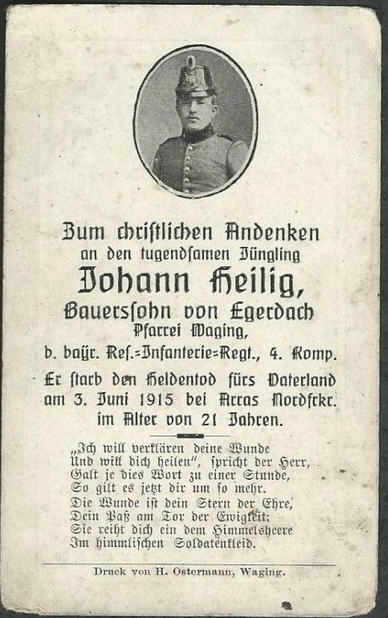 Zum christlichen Andenken
an den tugendsamen Jüngling
Johann Heilig,
Bauerssohn von Egerdach
Pfarrei Waging,
b. bayr. Res.=Infanterie=Regt., 4. Komp.
Er starb den Heldentod fürs Vaterland
am 3. Juni 1915 bei Arras Nordfrkr.
im Alter von 21 Jahren.
„Ich will verklären deine Wunde
Und will dich heilen“, spricht der Herr,
Galt je dies Wort zu einer Stunde,
So gilt es jetzt dir um so mehr.
Die Wunde ist dein Stern der Ehre,
Dein Paß am Tor der Ewigkeit;
Sie reiht dich ein dem Himmelsheere
Im himmlischen Soldatenkleid.
Druck von H. Ostermann, Waging.